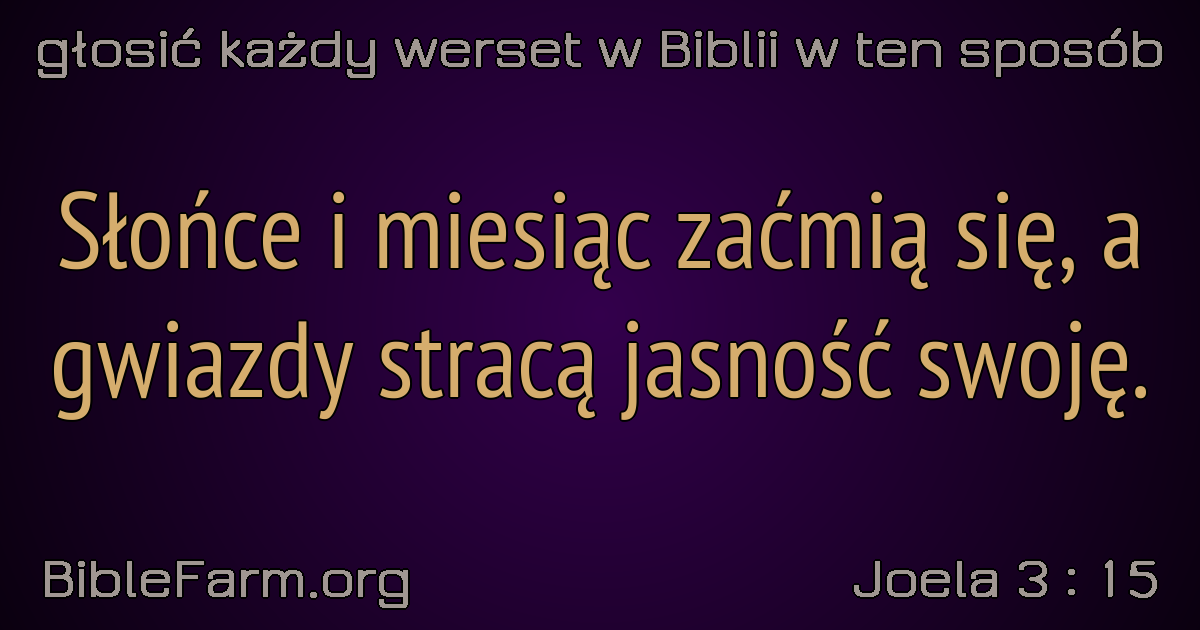 głosić każdy werset w Biblii w ten sposób
Słońce i miesiąc zaćmią się, a
gwiazdy stracą jasność swoję.
BibleFarm.org
Joela 3 : 15